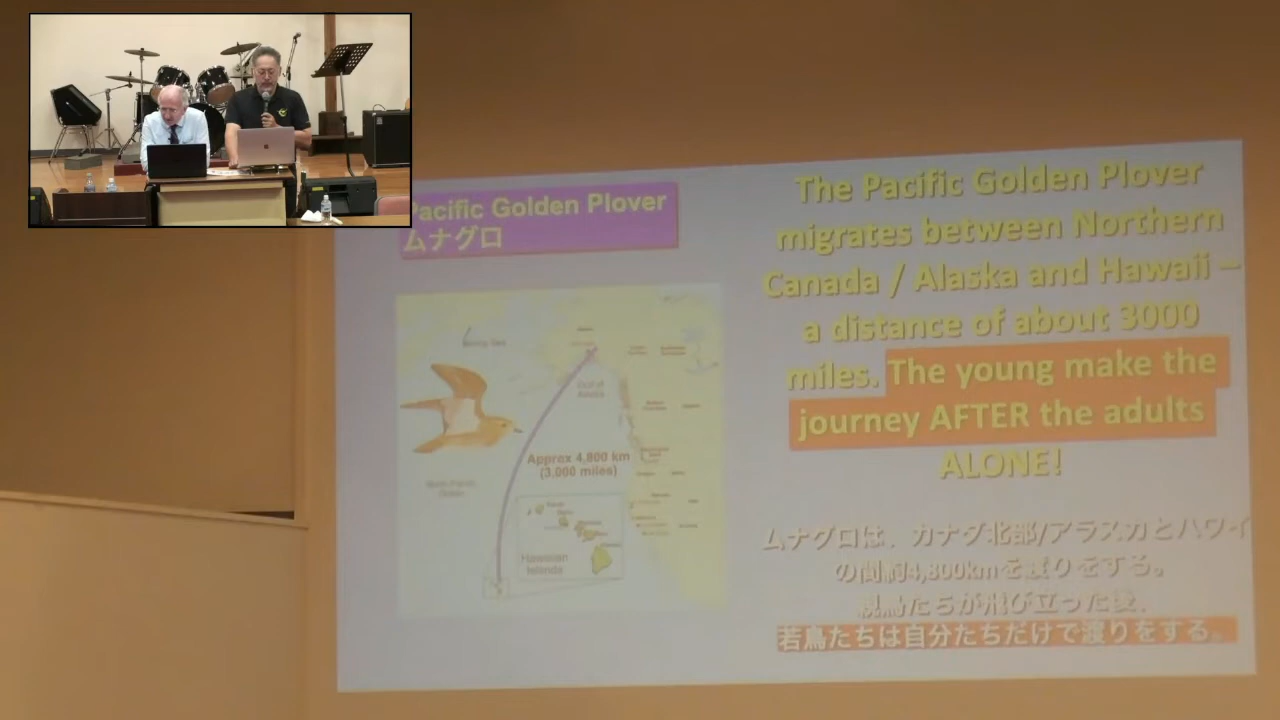 Pacific Golden Plover
ムナグロ
The Pacific Golden Plover
migrates between Northern
Canada / Alaska and Hawaii –
a distance of about 3000
miles. The young make the
journey AFTER the adults
ALONE!
Gulf of
Alaska
Approx 4,800 km
(3,000 miles)
Hawaiian
Islands
ムナグロは、カナダ北部/アラスカとハワイ
の間約4,800kmを渡りをする。
親鳥たちが飛び立った後、
若鳥たちは自分たちだけで渡りをする。